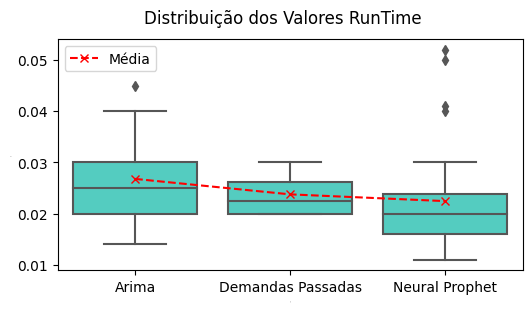 Distribuição dos Valores RunTime
Média
0.05
0.04
0.03
0.02
0.01
Arima
Demandas Passadas
Neural Prophet